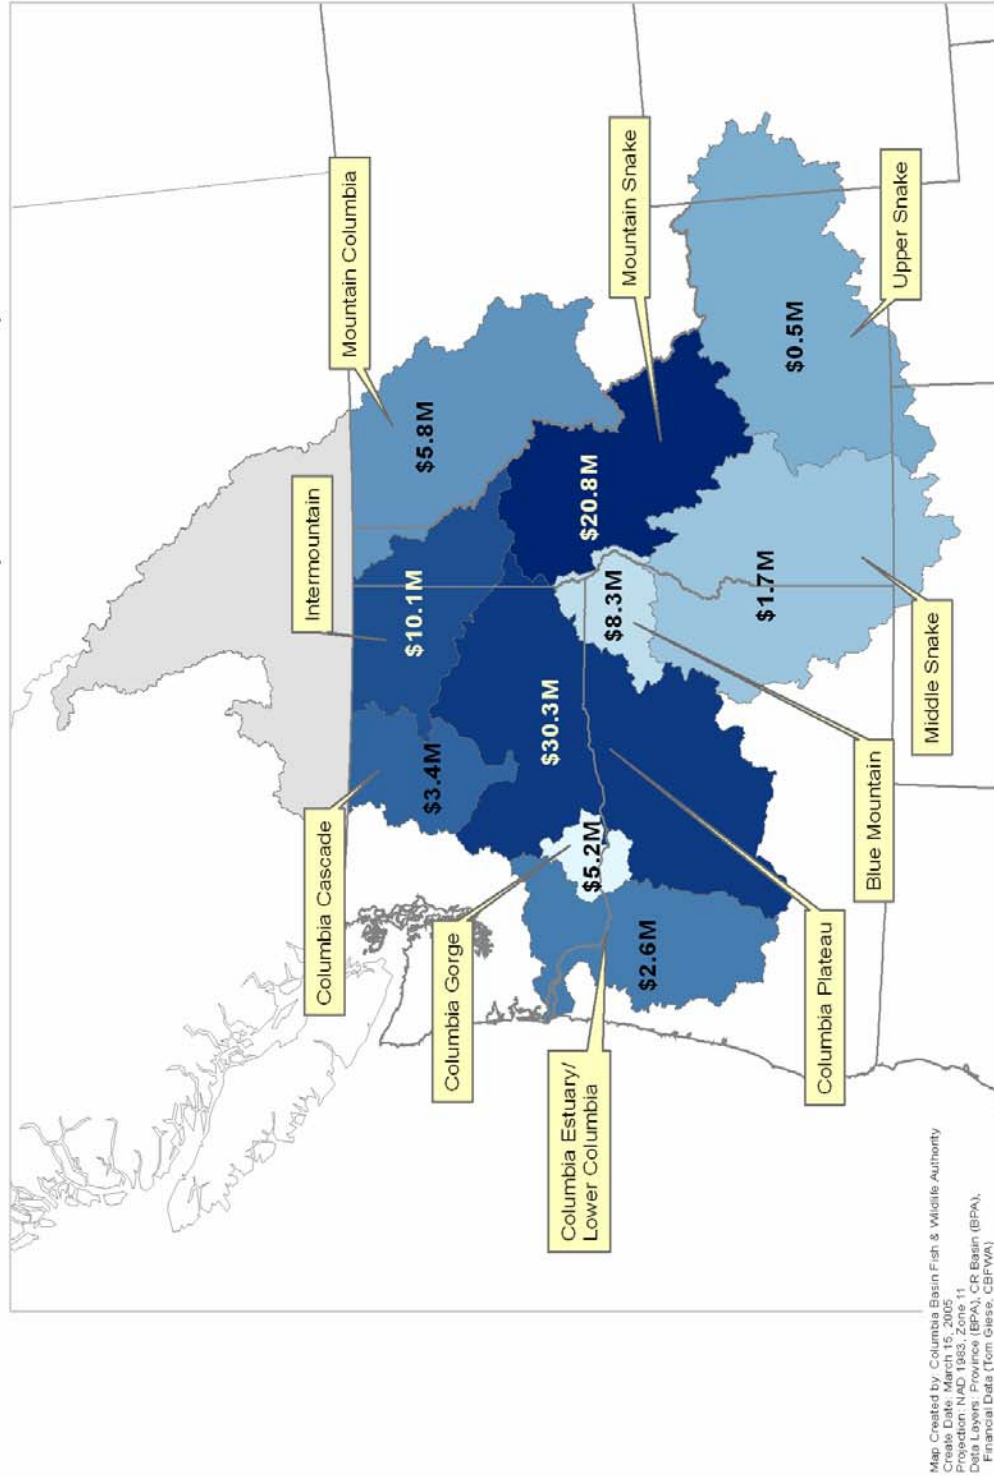 Mountain Columbia
Intermountain
Mountain Snake
Columbia Cascade
Columbia Gorge
Upper Snake
Columbia Estuary/
Lower Columbia
Middle Snake
Blue Mountain
Columbia Plateau
$5.8M
$10.1M
$3.4M
$20.8M
$30.3M
$8.3M
$5.2M
$2.6M
$1.7M
$0.5M
Map Created by: Columbia Basin Fish & Wildlife Authority
Create Date: March 15, 2005
Projection: NAD 1983, Zone 11
Data Layers: Province (BPA), CR Basin (BPA),
Financial Data (Tom Giese, CBFWA)